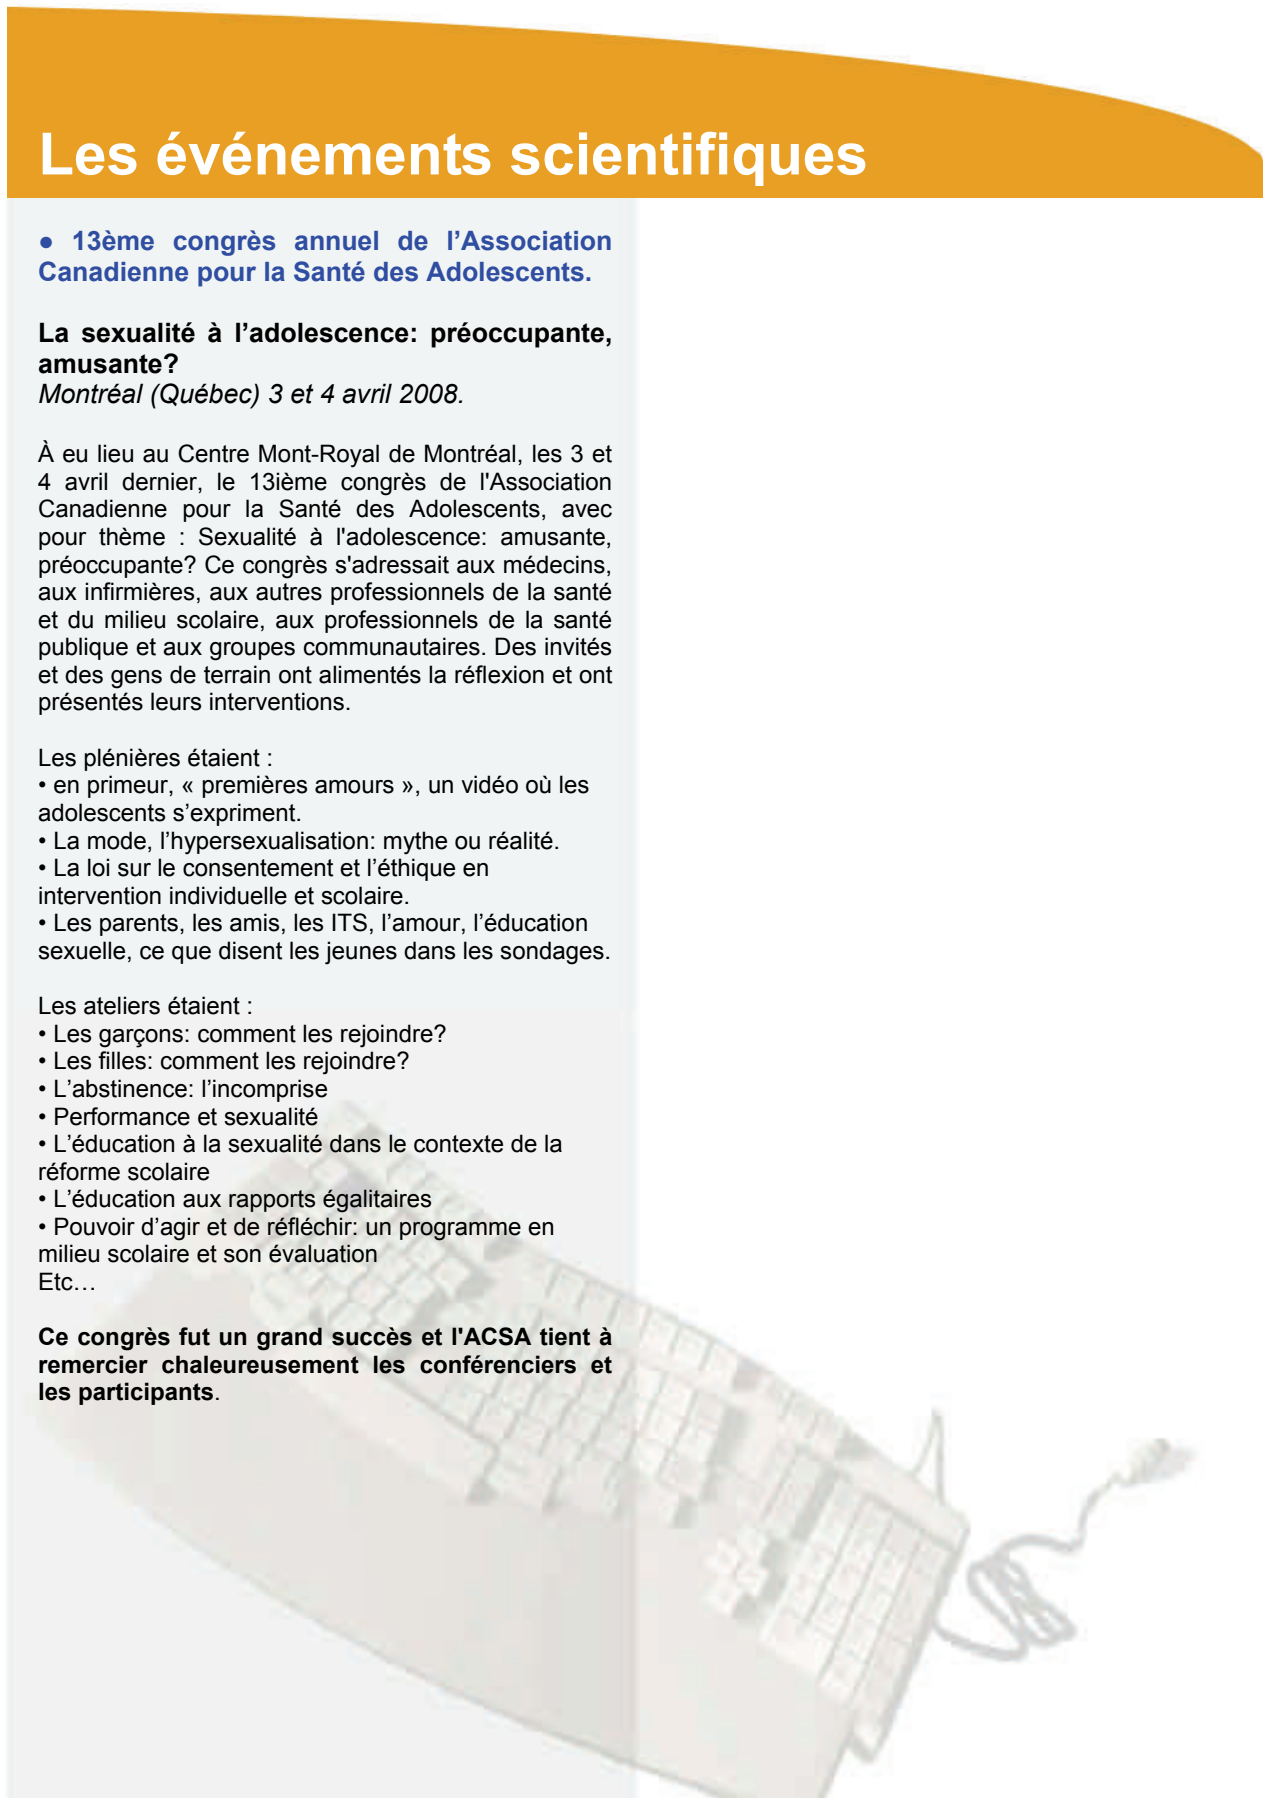 Les événements scientifiques
● 13ème congrès annuel de l’Association
Canadienne pour la Santé des Adolescents.
La sexualité à l’adolescence: préoccupante,
amusante?
Montréal (Québec) 3 et 4 avril 2008.
À eu lieu au Centre Mont-Royal de Montréal, les 3 et
4 avril dernier, le 13ième congrès de l'Association
Canadienne pour la Santé des Adolescents, avec
pour thème : Sexualité à l'adolescence: amusante,
préoccupante? Ce congrès s'adressait aux médecins,
aux infirmières, aux autres professionnels de la santé
et du milieu scolaire, aux professionnels de la santé
publique et aux groupes communautaires. Des invités
et des gens de terrain ont alimentés la réflexion et ont
présentés leurs interventions.
Les plénières étaient :
• en primeur, « premières amours », un vidéo où les
adolescents s’expriment.
• La mode, l’hypersexualisation: mythe ou réalité.
• La loi sur le consentement et l’éthique en
intervention individuelle et scolaire.
• Les parents, les amis, les ITS, l’amour, l’éducation
sexuelle, ce que disent les jeunes dans les sondages.
Les ateliers étaient :
• Les garçons: comment les rejoindre?
• Les filles: comment les rejoindre?
• L’abstinence: l’incomprise
• Performance et sexualité
• L’éducation à la sexualité dans le contexte de la
réforme scolaire
• L’éducation aux rapports égalitaires
• Pouvoir d’agir et de réfléchir: un programme en
milieu scolaire et son évaluation
Etc…
Ce congrès fut un grand succès et l'ACSA tient à
remercier chaleureusement les conférenciers et
les participants.